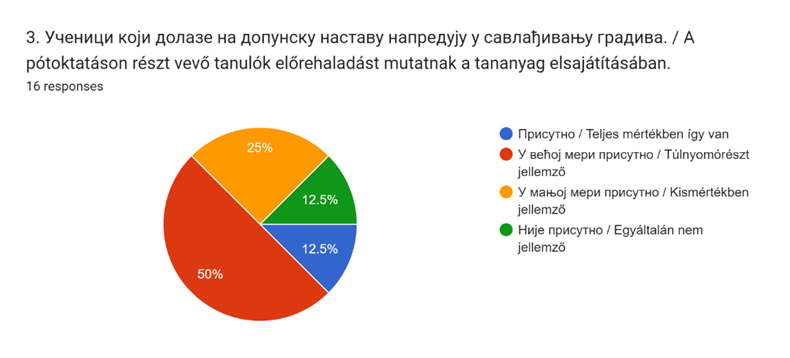 3. Ученици који долазе на допунску наставу напредују у савлађивању градива. / А
pótoktatáson részt vevő tanulók előrehaladást mutatnak a tananyag elsajátításában.
16 responses
25%
12.5%
12.5%
50%
Присутно / Teljes mértékben így van
У већој мери присутно / Túlnyomórészt
jellemző
У мањој мери присутно / Kismértékben
jellemző
Није присутно / Egyáltalán nem
jellemző